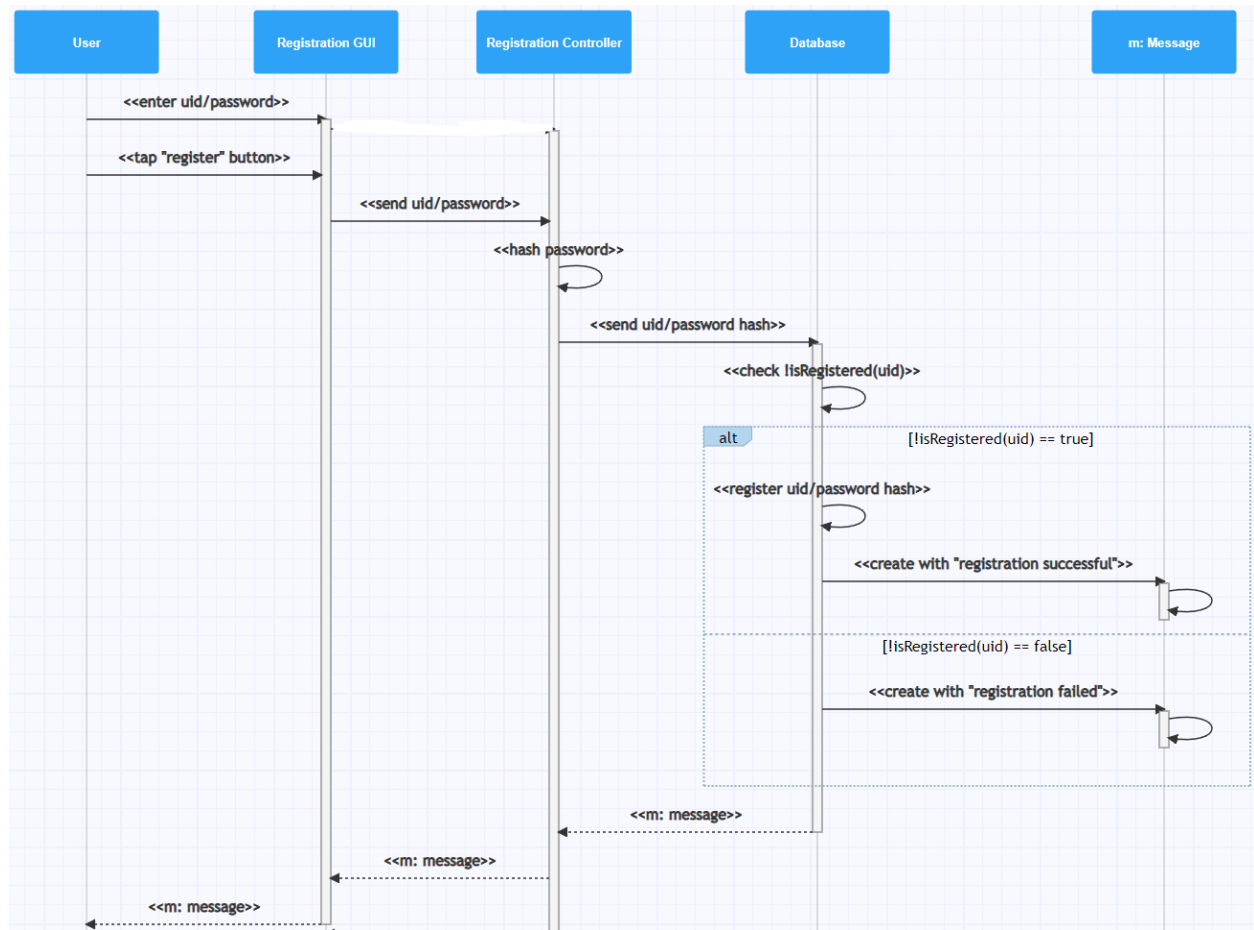 User
Registration GUI
Registration Controller
Database
m: Message
<<enter uid/password>>
<<tap "register" button>>
<<send uid/password>>
<<hash password>>
<<send uid/password hash>>
<<check !isRegistered(uid)>>
alt
[!isRegistered(uid) == true]
<<register uid/password hash>>
<<create with "registration successful">>
[!isRegistered(uid) == false]
<<create with "registration failed">>
<<m: message>>
<<m: message>>
<<m: message>>